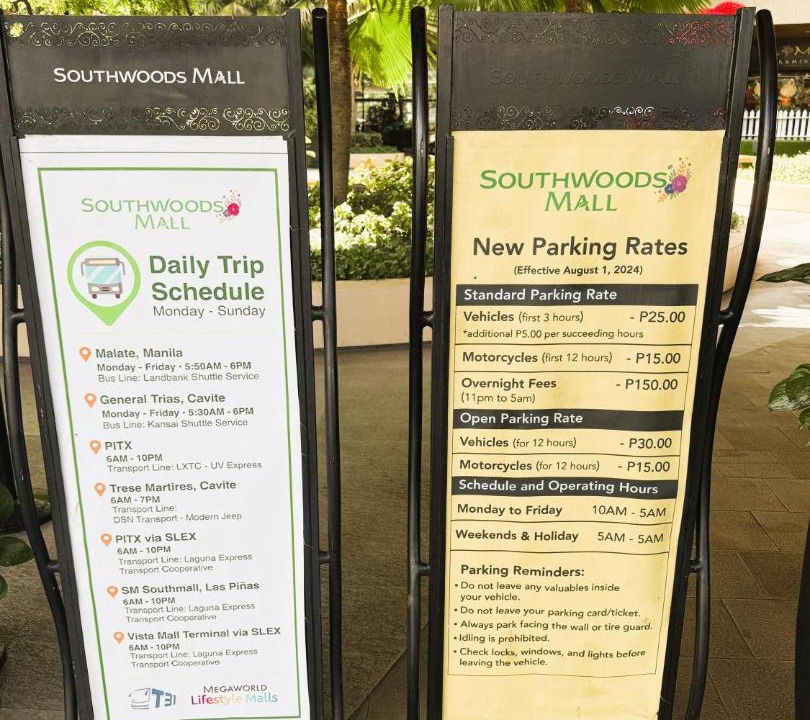 SOUTHWOODS MALL
SOUTHWOODS
MALL
Daily Trip
Schedule
Monday - Sunday
Malate, Manila
Monday - Friday • 5:50AM - 6PM
Bus Line: Landbank Shuttle Service
General Trias, Cavite
Monday - Friday • 5:30AM - 6PM
Bus Line: Kansai Shuttle Service
PITX
6AM - 10PM
Transport Line: LXTC - UV Express
Trese Martires, Cavite
6AM - 7PM
Transport Line:
DSN Transport - Modern Jeep
PITX via SLEX
6AM - 10PM
Transport Line: Laguna Express
Transport Cooperative
SM Southmall, Las Piñas
6AM - 10PM
Transport Line: Laguna Express
Transport Cooperative
Vista Mall Terminal via SLEX
6AM - 10PM
Transport Line: Laguna Express
Transport Cooperative
MEGAWORLD
Lifestyle Malls
SOUTHWOODS MALL
SOUTHWOODS
MALL
New Parking Rates
(Effective August 1, 2024)
Standard Parking Rate
Vehicles (first 3 hours) - P25.00
*additional P5.00 per succeeding hours
Motorcycles (first 12 hours) - P15.00
Overnight Fees - P150.00
(11pm to 5am)
Open Parking Rate
Vehicles (for 12 hours) - P30.00
Motorcycles (for 12 hours) - P15.00
Schedule and Operating Hours
Monday to Friday 10AM - 5AM
Weekends & Holiday 5AM - 5AM
Parking Reminders:
• Do not leave any valuables inside
your vehicle.
• Do not leave your parking card/ticket.
• Always park facing the wall or tire guard.
• Idling is prohibited.
• Check locks, windows, and lights before
leaving the vehicle.